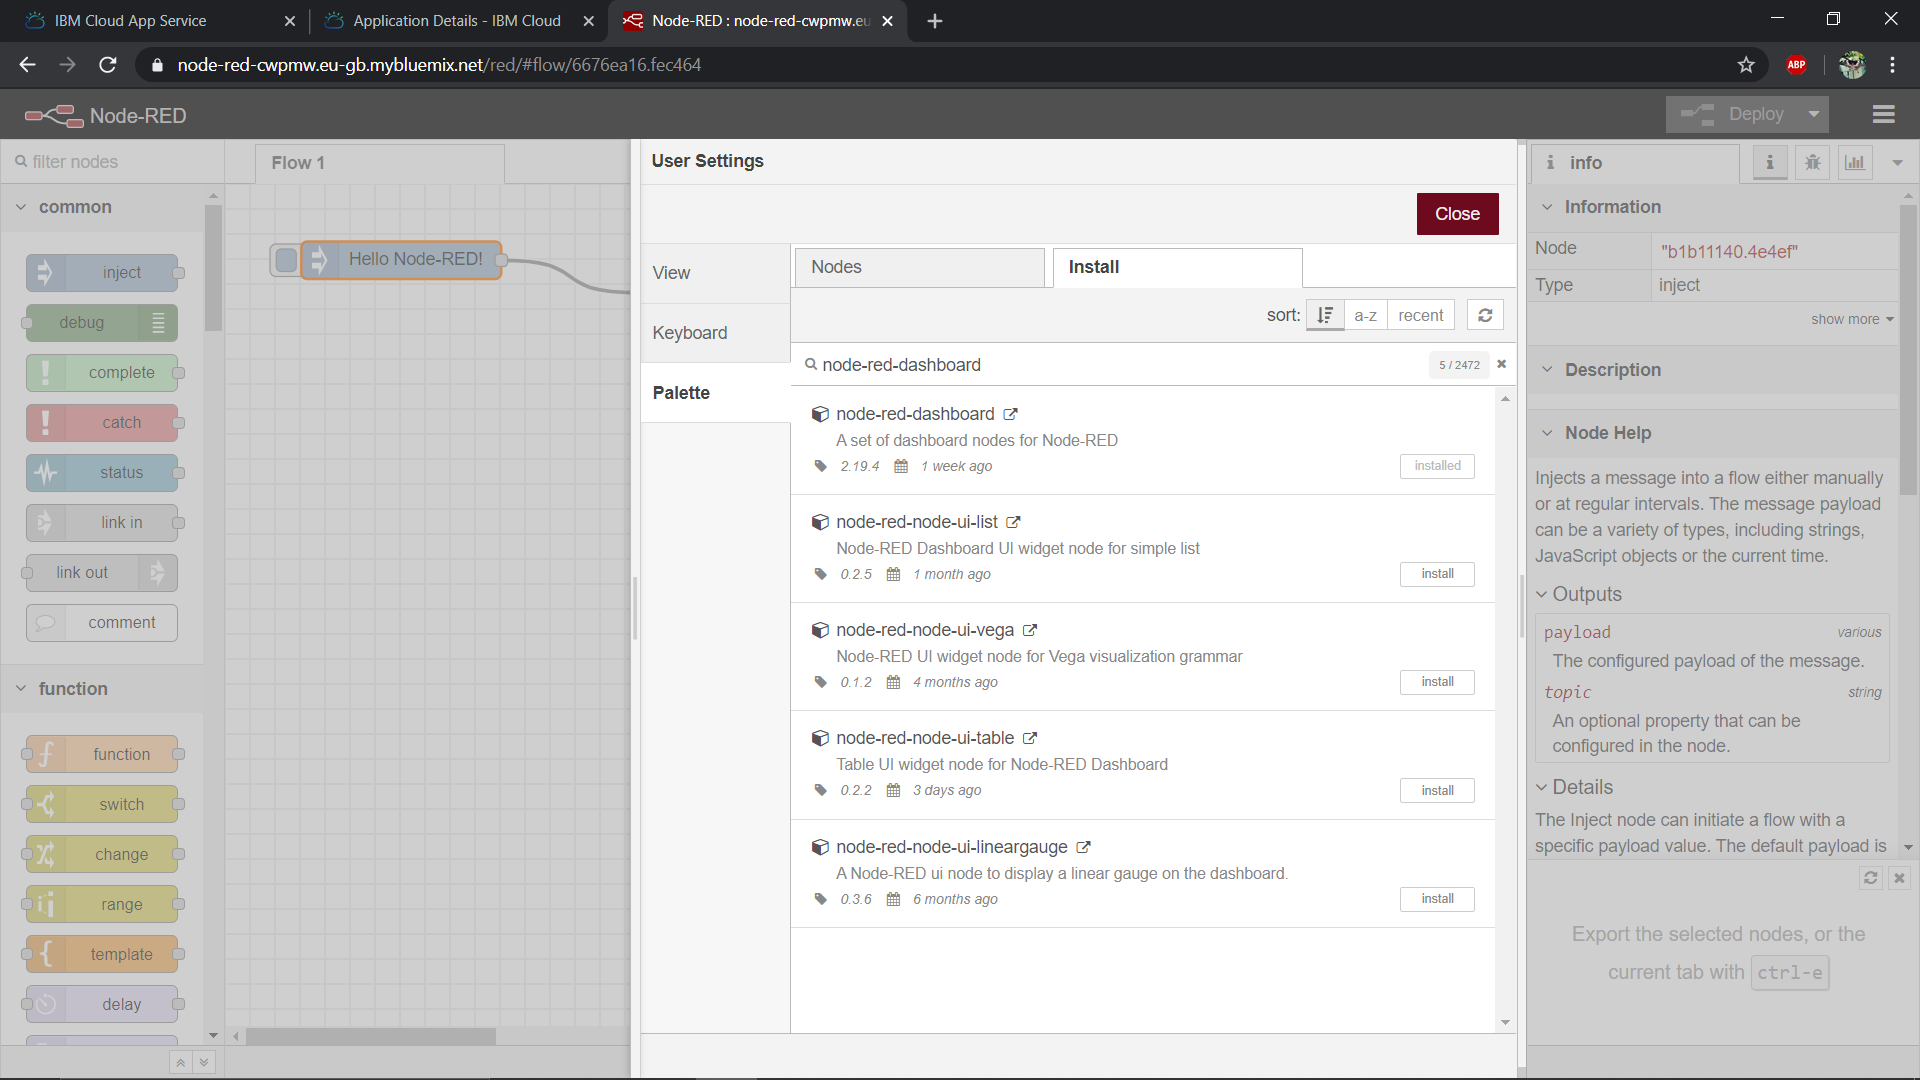 IBM Cloud App Service
Application Details - IBM Cloud
Node-RED : node-red-cwpmw.eu
node-red-cwpmw.eu-gb.mybluemix.net/red/#flow/6676ea16.fec464
ABP
Node-RED
Deploy
filter nodes
common
inject
debug
complete
catch
status
link in
link out
comment
function
function
switch
change
range
template
delay
Flow 1
Hello Node-RED!
User Settings
Close
View
Keyboard
Palette
Nodes
Install
sort:
a-z
recent
node-red-dashboard
5 / 2472
node-red-dashboard
A set of dashboard nodes for Node-RED
2.19.4
1 week ago
installed
node-red-node-ui-list
Node-RED Dashboard UI widget node for simple list
0.2.5
1 month ago
install
node-red-node-ui-vega
Node-RED UI widget node for Vega visualization grammar
0.1.2
4 months ago
install
node-red-node-ui-table
Table UI widget node for Node-RED Dashboard
0.2.2
3 days ago
install
node-red-node-ui-lineargauge
A Node-RED ui node to display a linear gauge on the dashboard.
0.3.6
6 months ago
install
info
Information
Node
"b1b11140.4e4ef"
Type
inject
show more
Description
Node Help
Injects a message into a flow either manually
or at regular intervals. The message payload
can be a variety of types, including strings,
JavaScript objects or the current time.
Outputs
payload
various
The configured payload of the message.
topic
string
An optional property that can be
configured in the node.
Details
The Inject node can initiate a flow with a
specific payload value. The default payload is
Export the selected nodes, or the
current tab with ctrl-e